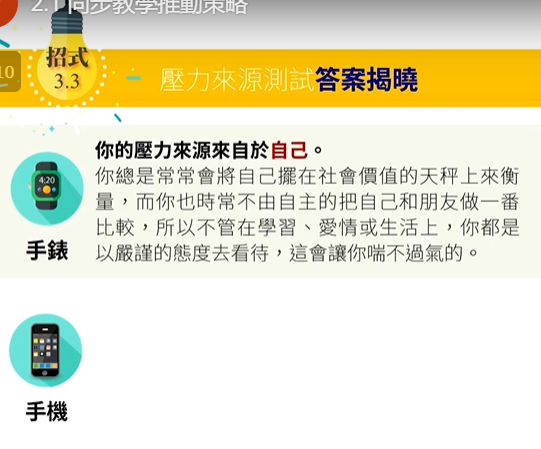 2.1 同步教學推動策略
10
招式
3.3
壓力來源測試答案揭曉
你的壓力來源來自於自己。
你總是常常會將自己擺在社會價值的天秤上來衡
量，而你也時常不由自主的把自己和朋友做一番
比較，所以不管在學習、愛情或生活上，你都是
以嚴謹的態度去看待，這會讓你喘不過氣的。
4:20
手錶
手機